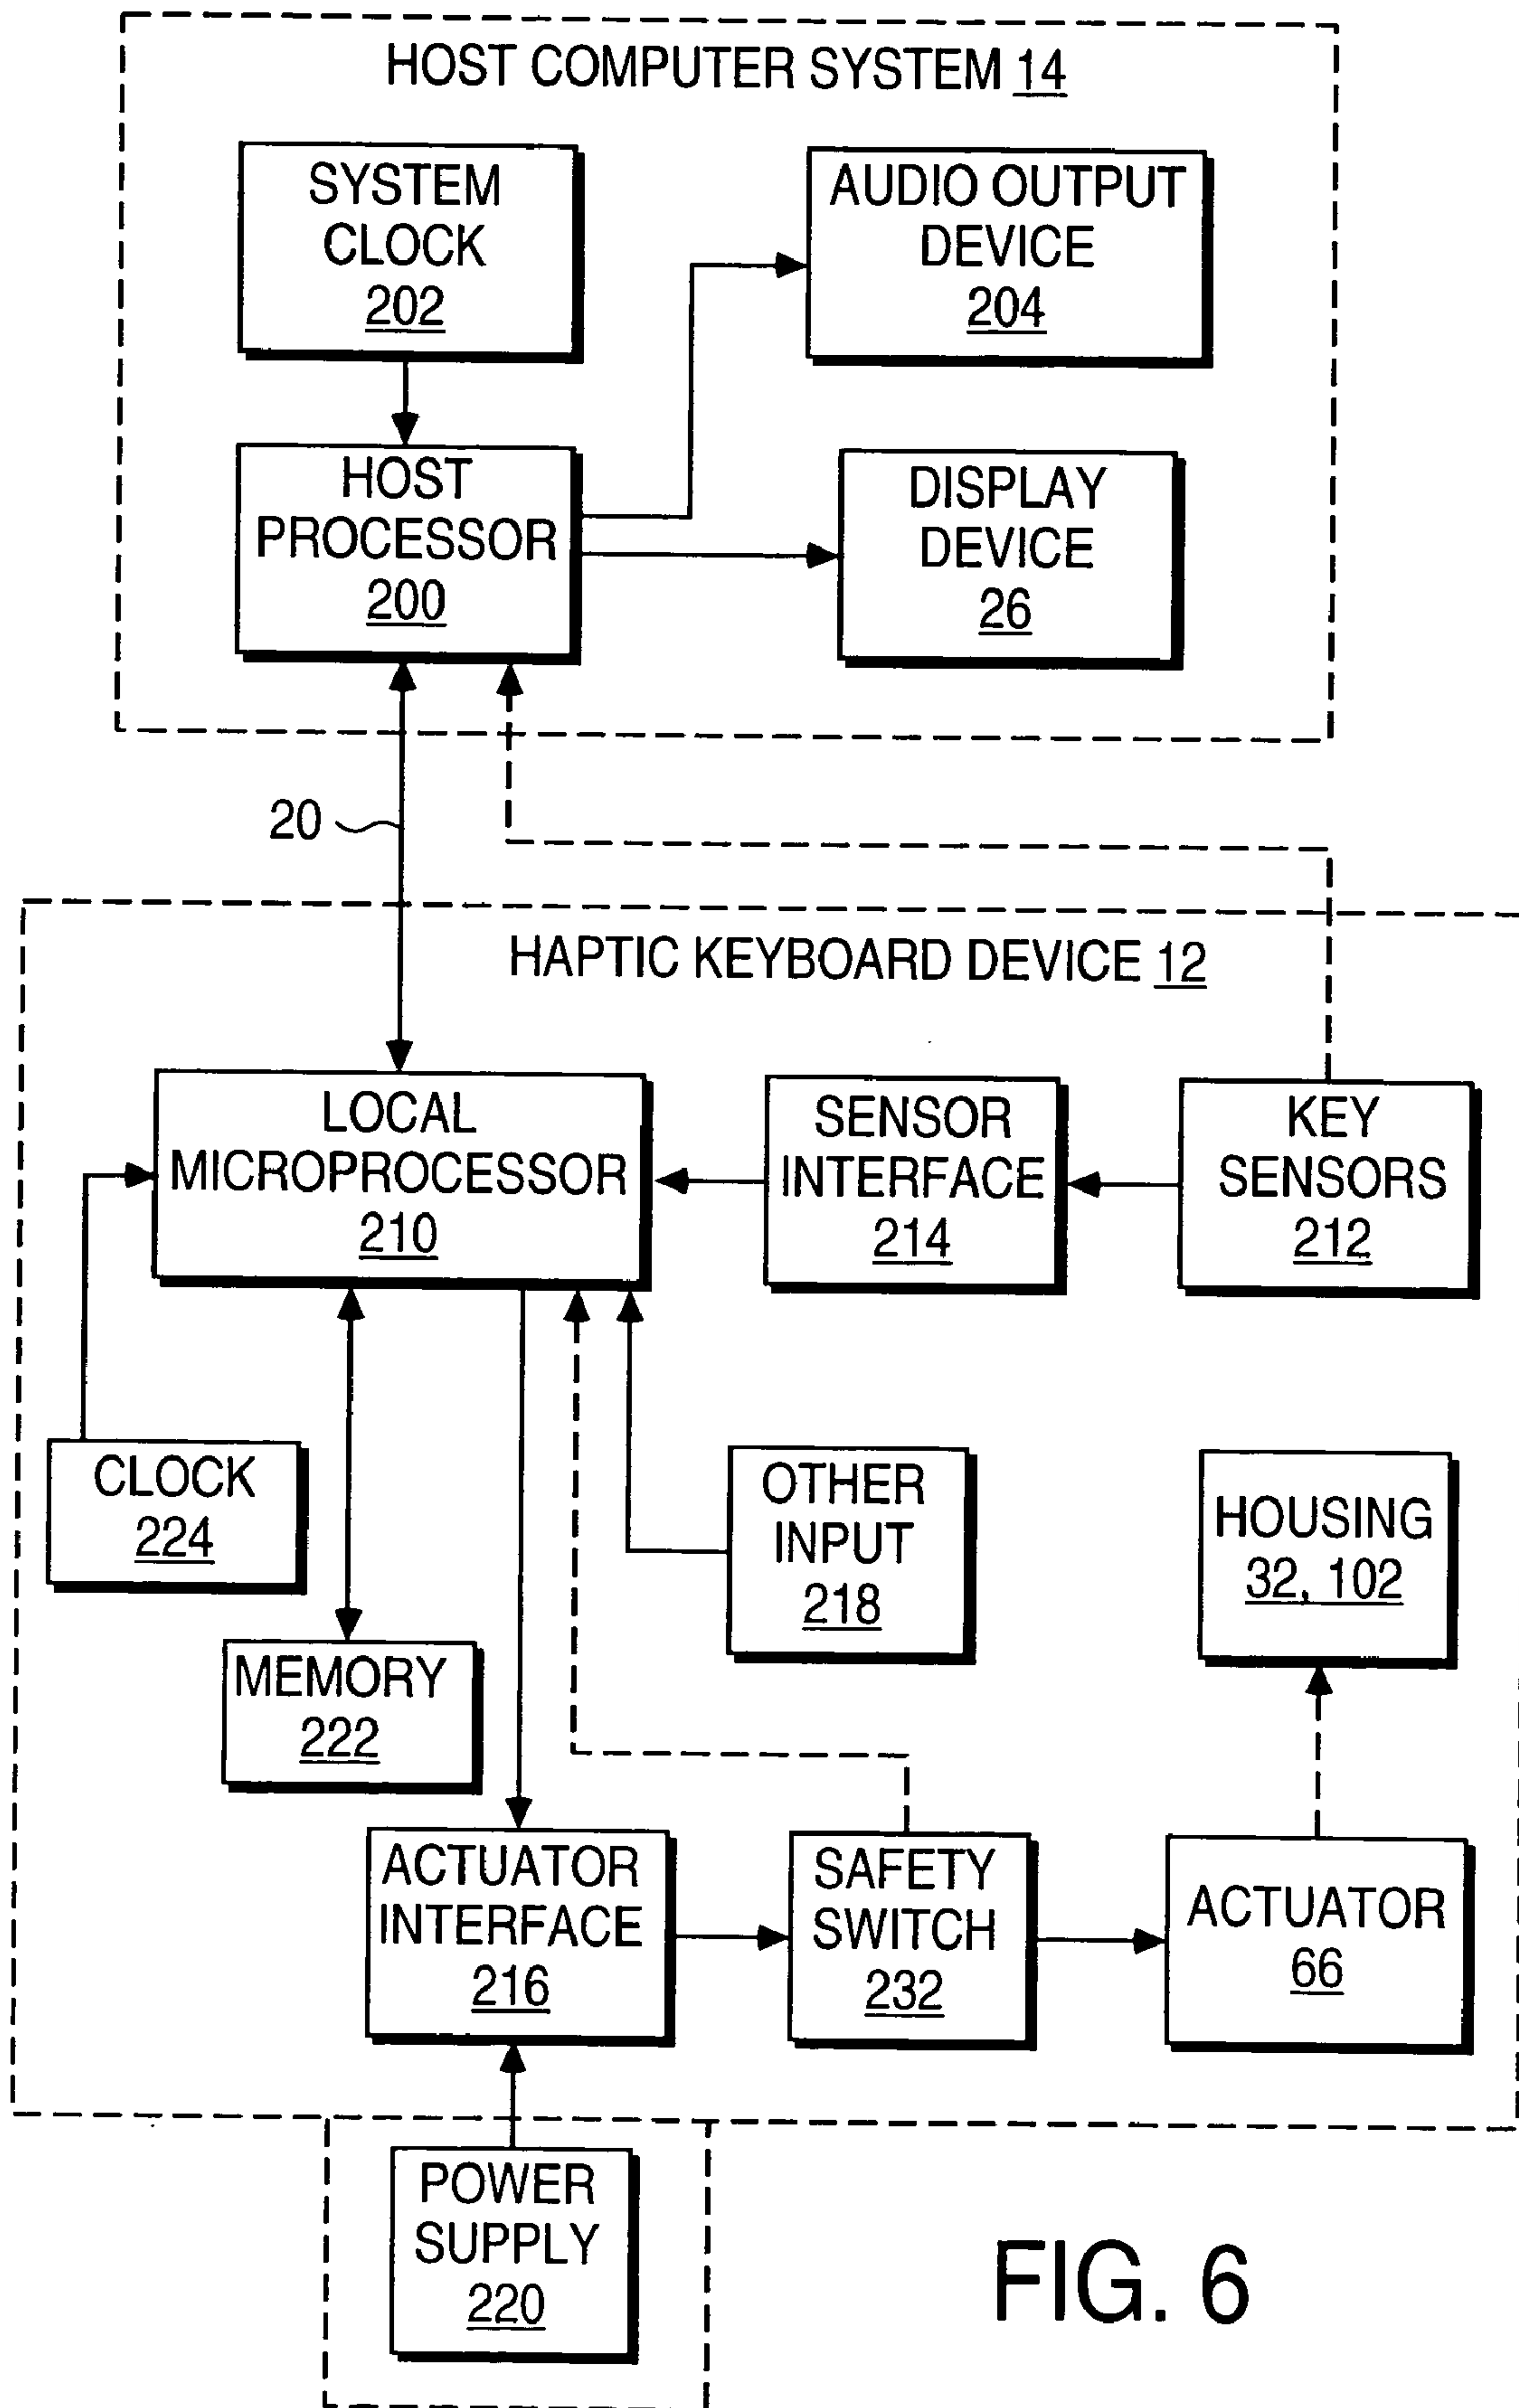 HOST COMPUTER SYSTEM 14
SYSTEM
CLOCK
202
AUDIO OUTPUT
DEVICE
204
HOST
PROCESSOR
200
DISPLAY
DEVICE
26
20
HAPTIC KEYBOARD DEVICE 12
LOCAL
MICROPROCESSOR
210
SENSOR
INTERFACE
214
KEY
SENSORS
212
CLOCK
224
OTHER
INPUT
218
HOUSING
32, 102
MEMORY
222
ACTUATOR
INTERFACE
216
SAFETY
SWITCH
232
ACTUATOR
66
POWER
SUPPLY
220
FIG. 6